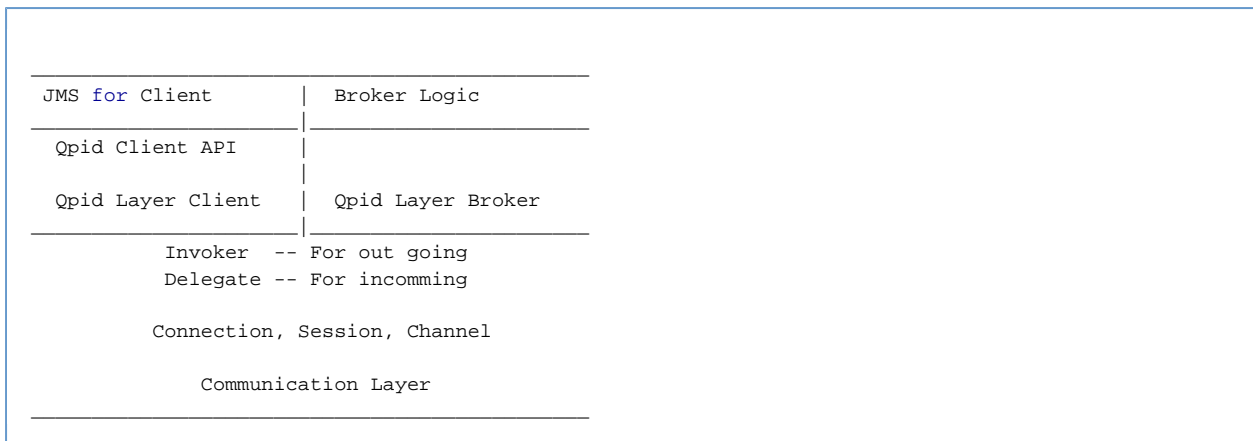 JMS for Client | Broker Logic
Qpid Client API |
|
Qpid Layer Client | Qpid Layer Broker
Invoker -- For out going
Delegate -- For incomming
Connection, Session, Channel
Communication Layer